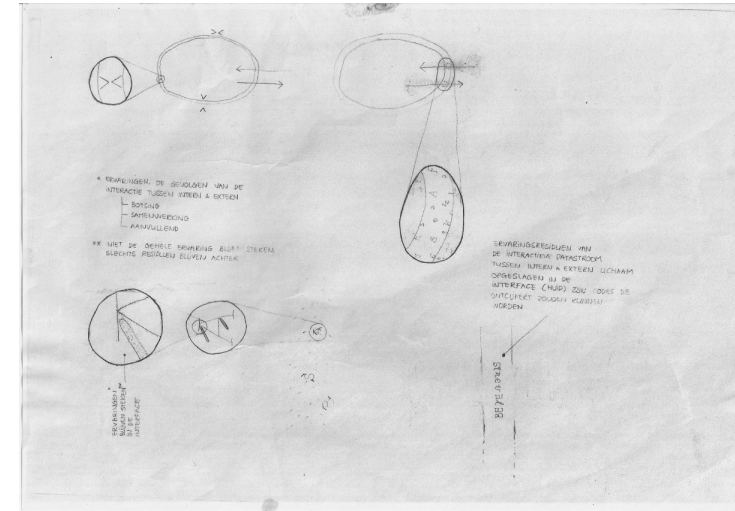 * ERVARINGEN, DE GEVOLGEN VAN DE
INTERACTIE TUSSEN INTERN & EXTERN
BOTSING
SAMENWERKING
AANVULLEND
** NIET DE GEHELE ERVARING BLIJFT STEKEN
SLECHTS RESIDUEN BLIJVEN ACHTER
ERVARINGSRESIDUEN VAN
DE INTERACTIEVE DATASTROOM
TUSSEN INTERN & EXTERN LICHAAM
OPGESLAGEN IN DE
INTERFACE (HUID) ZIJN CODES DE
ONTCIJFERT ZOUDEN KUNNEN
WORDEN
ERVARINGEN*
BLIJVEN STEKEN**
IN DE
INTERFACE